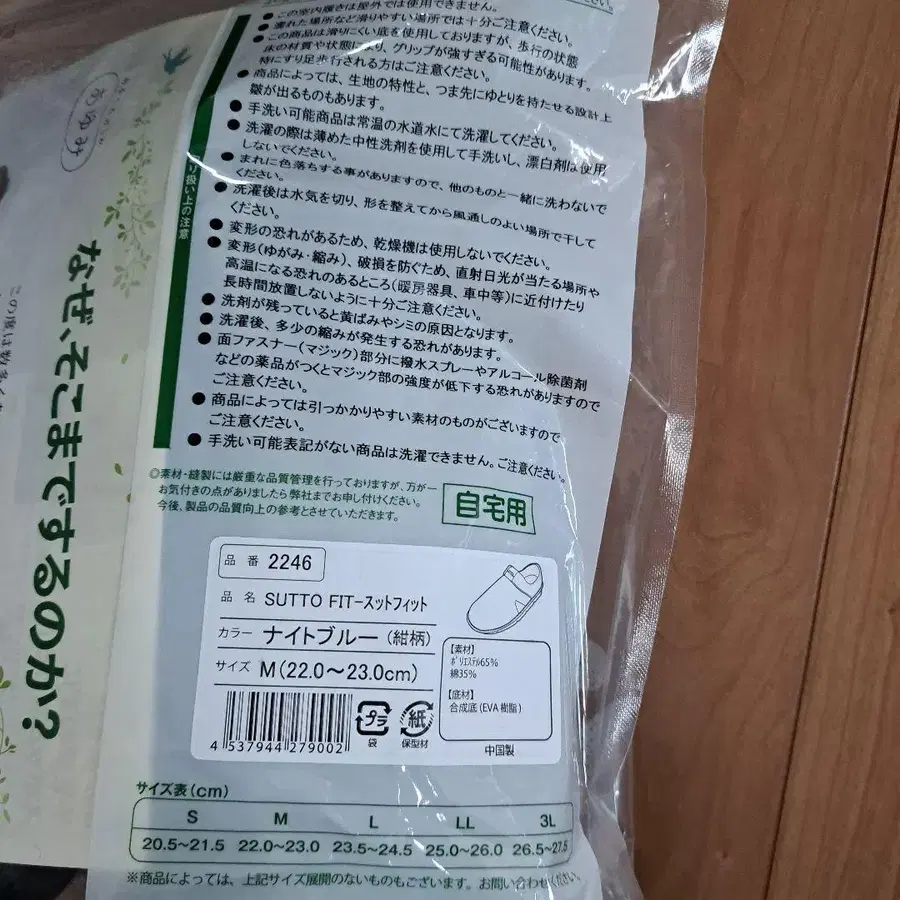 ● この室内履きは屋外では使用できません。
● 濡れた場所など滑りやすい場所では十分ご注意ください。
● この商品は滑りにくい底を使用しておりますが、歩行の状態
床の材質や状態により、グリップが強すぎる可能性があります。
特にすり足歩行される方はご注意ください。
● 商品によっては、生地の特性と、つま先にゆとりを持たせる設計上
皺が出るものもあります。
● 手洗い可能商品は常温の水道水にて洗濯してください。
● 洗濯の際は薄めた中性洗剤を使用して手洗いし、漂白剤は使用
しないでください。
● まれに色落ちする事がありますので、他のものと一緒に洗わないで
ください。
● 洗濯後は水気を切り、形を整えてから風通しのよい場所で干して
ください。
● 変形の恐れがあるため、乾燥機は使用しないでください。
● 変形(ゆがみ・縮み)、破損を防ぐため、直射日光が当たる場所や
高温になる恐れのあるところ(暖房器具、車中等)に近付けたり
長時間放置しないように十分ご注意ください。
● 洗剤が残っていると黄ばみやシミの原因となります。
● 洗濯後、多少の縮みが発生する恐れがあります。
● 面ファスナー(マジック)部分に撥水スプレーやアルコール除菌剤
などの薬品がつくとマジック部の強度が低下する恐れがありますので
ご注意ください。
● 商品によっては引っかかりやすい素材のものがございますので
ご注意ください。
● 手洗い可能表記がない商品は洗濯できません。ご注意ください。
り扱い上の注意
あゆみ
なぜ、そこまでするのか?
◎素材・縫製には厳重な品質管理を行っておりますが、万が一
お気付きの点がありましたら弊社までお申し付けください。
今後、製品の品質向上の参考とさせていただきます。
自宅用
品番 2246
品名 SUTTO FIT-スットフィット
カラー ナイトブルー(紺柄)
サイズ M(22.0〜23.0cm)
【素材】
ポリエステル65%
綿35%
【底材】
合成底(EVA樹脂)
4 537944 279002
プラ
袋
紙
保型材
中国製
サイズ表(cm)
S M L LL 3L
20.5〜21.5 22.0〜23.0 23.5〜24.5 25.0〜26.0 26.5〜27.5
※商品によっては、上記サイズ展開のないものもございます。お問い合わせください。